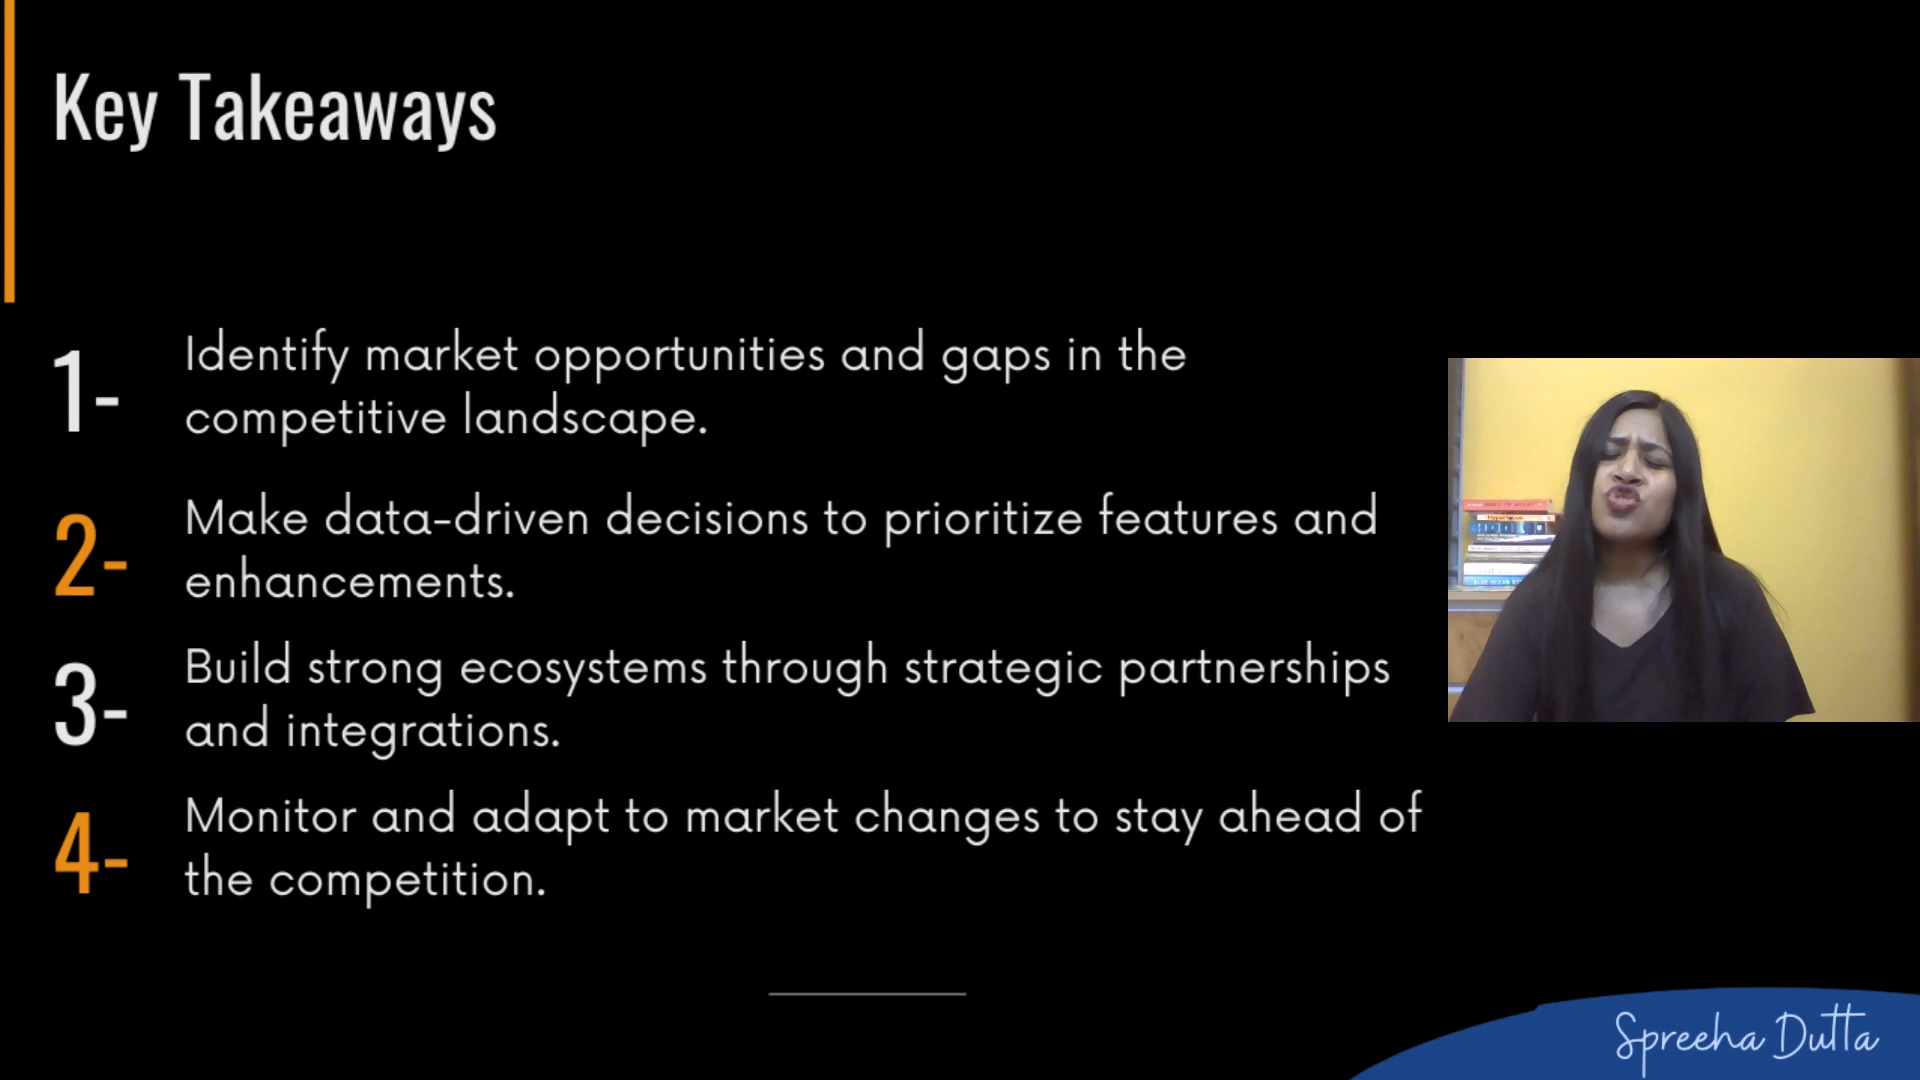 Key Takeaways
1-
Identify market opportunities and gaps in the
competitive landscape.
2-
Make data-driven decisions to prioritize features and
enhancements.
3-
Build strong ecosystems through strategic partnerships
and integrations.
4-
Monitor and adapt to market changes to stay ahead of
the competition.
Spreeha Dutta